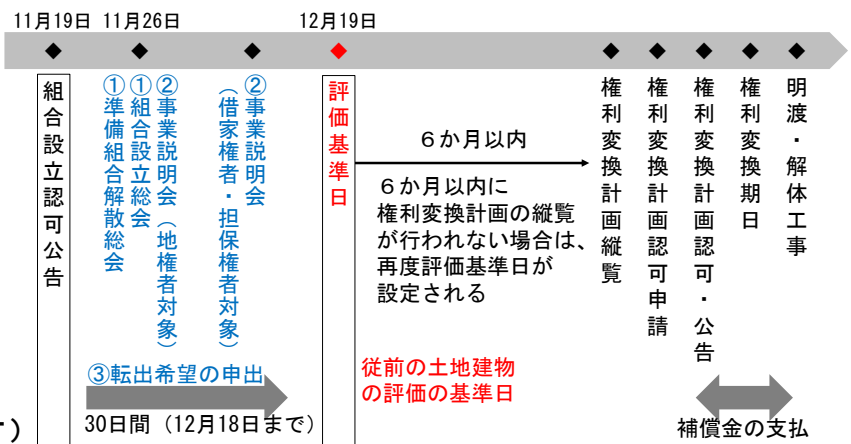 11月19日 11月26日 12月19日
組合設立認可公告
①準備組合解散総会
①組合設立総会
②事業説明会（地権者対象）
②事業説明会
（借家権者・担保権者対象）
③転出希望の申出
30日間（12月18日まで）
評価基準日
６か月以内
６か月以内に
権利変換計画の縦覧
が行われない場合は、
再度評価基準日が
設定される
従前の土地建物
の評価の基準日
権利変換計画縦覧
権利変換計画認可申請
権利変換計画認可・公告
権利変換期日
明渡・解体工事
補償金の支払